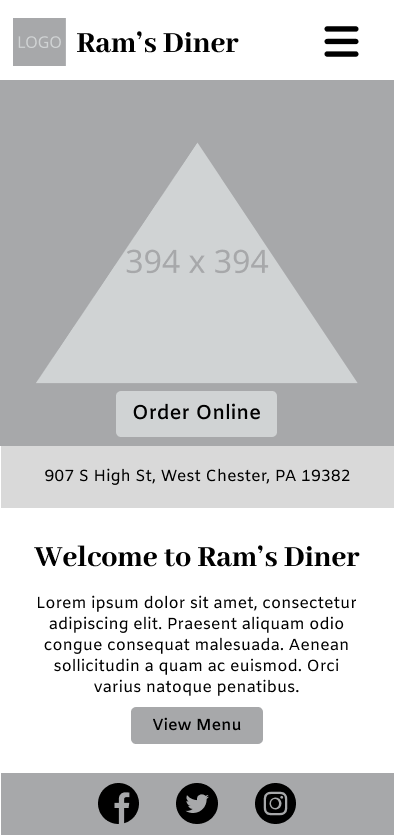 LOGO
Ram’s Diner
394 x 394
Order Online
907 S High St, West Chester, PA 19382
Welcome to Ram’s Diner
Lorem ipsum dolor sit amet, consectetur
adipiscing elit. Praesent aliquam odio
congue consequat malesuada. Aenean
sollicitudin a quam ac euismod. Orci
varius natoque penatibus.
View Menu